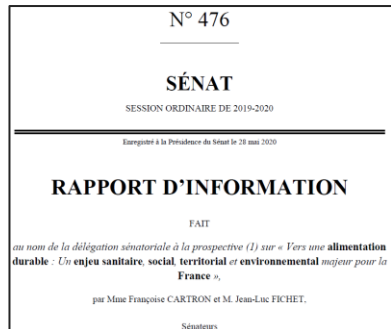 N° 476
SÉNAT
SESSION ORDINAIRE DE 2019-2020
Enregistré à la Présidence du Sénat le 28 mai 2020
RAPPORT D’INFORMATION
FAIT
au nom de la délégation sénatoriale à la prospective (1) sur « Vers une alimentation
durable : Un enjeu sanitaire, social, territorial et environnemental majeur pour la
France »,
par Mme Françoise CARTRON et M. Jean-Luc FICHET,
Sénateurs